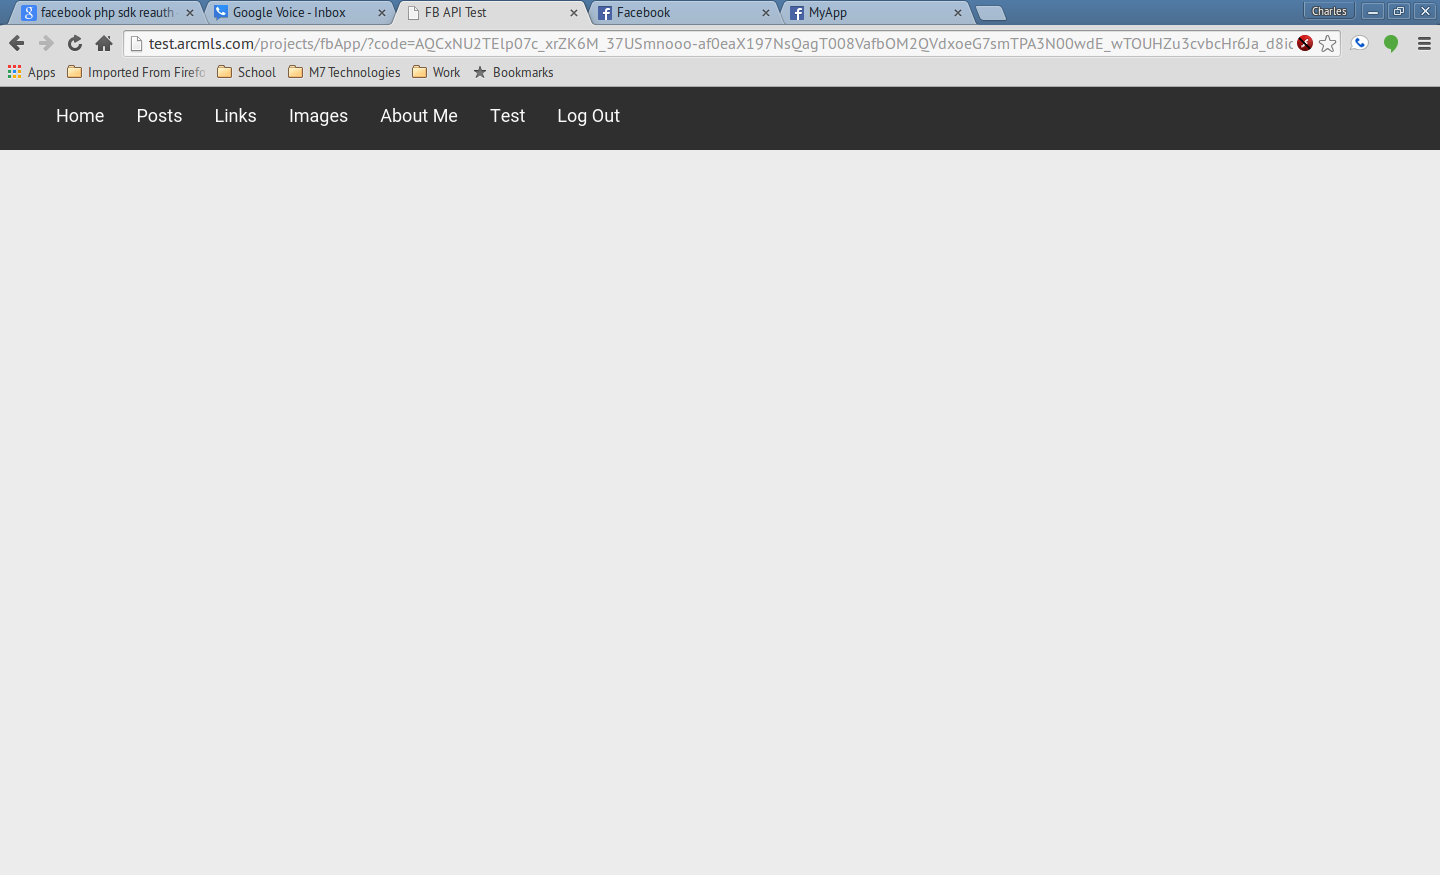 facebook php sdk reauth
Google Voice - Inbox
FB API Test
Facebook
MyApp
Charles
test.arcmls.com/projects/fbApp/?code=AQCxNU2TElp07c_xrZK6M_37USmnooo-af0eaX197NsQagT008VafbOM2QVdxoeG7smTPA3N00wdE_wTOUHZu3cvbcHr6Ja_d8ic
Apps
Imported From Firefo
School
M7 Technologies
Work
Bookmarks
Home Posts Links Images About Me Test Log Out